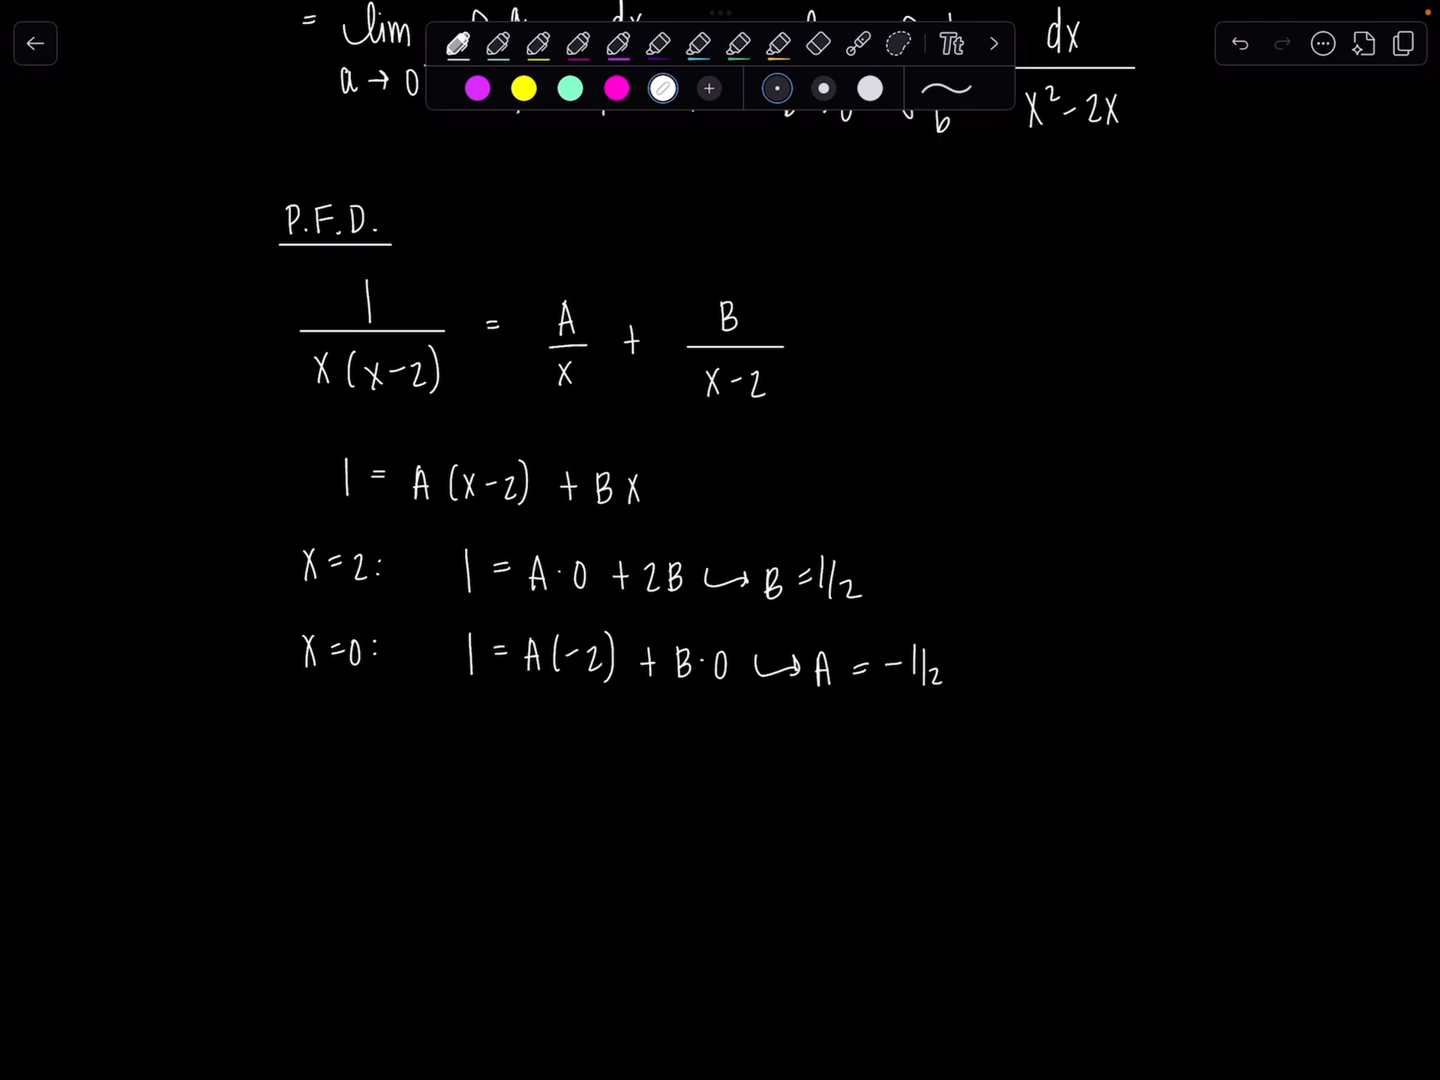 = lim dx
a → 0 b x² - 2x
P.F.D.
1 / x(x-2) = A / x + B / x-2
1 = A(x-2) + Bx
x=2: 1 = A·0 + 2B ↪ B = 1/2
x=0: 1 = A(-2) + B·0 ↪ A = -1/2
Tt